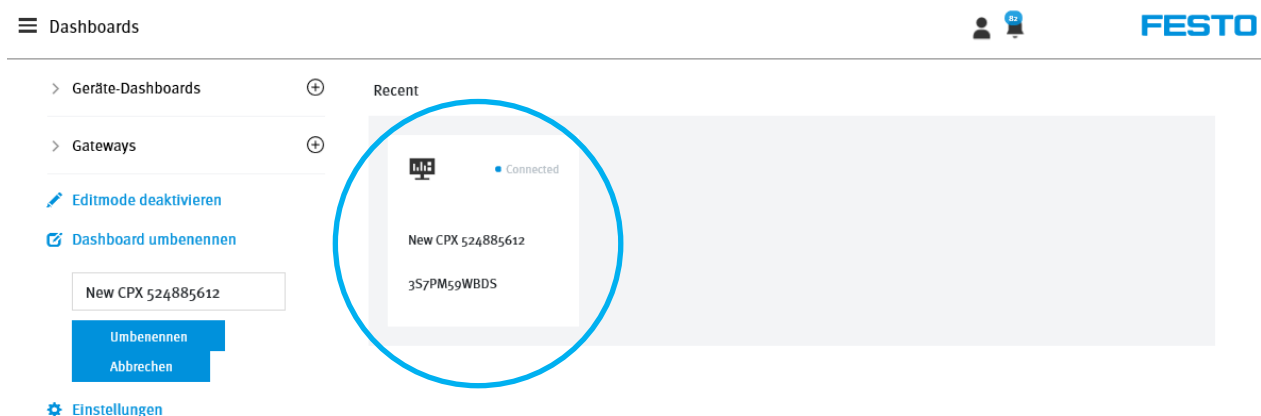 Dashboards
82
FESTO
Geräte-Dashboards
Gateways
Editmode deaktivieren
Dashboard umbenennen
New CPX 524885612
Umbenennen
Abbrechen
Einstellungen
Recent
Connected
New CPX 524885612
3S7PM59WBDS